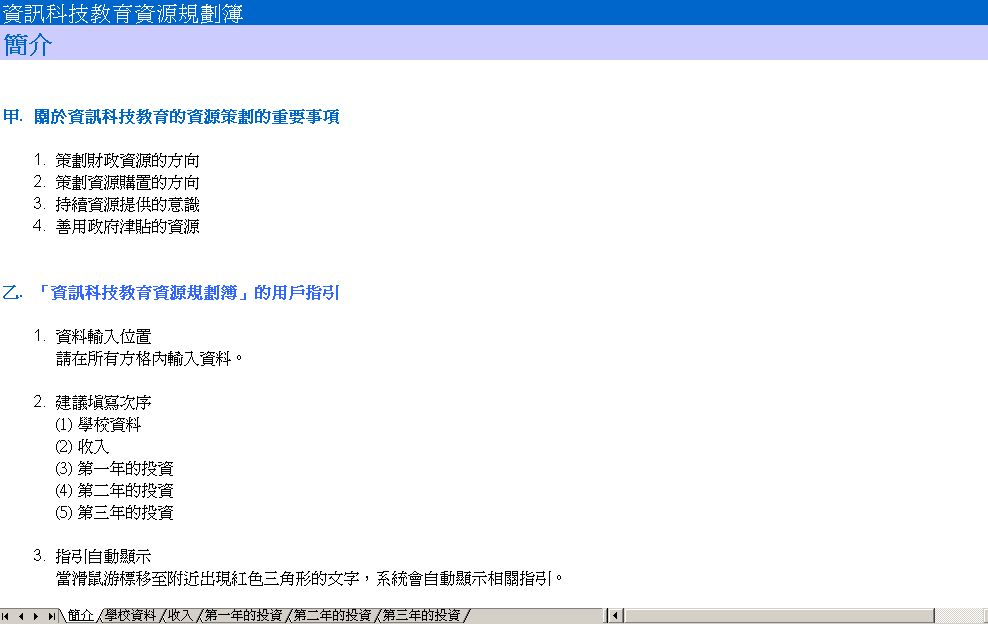 資訊科技教育資源規劃簿
簡介
甲. 關於資訊科技教育的資源策劃的重要事項
1. 策劃財政資源的方向
2. 策劃資源購置的方向
3. 持續資源提供的意識
4. 善用政府津貼的資源
乙. 「資訊科技教育資源規劃簿」的用戶指引
1. 資料輸入位置
請在所有方格內輸入資料。
2. 建議填寫次序
(1) 學校資料
(2) 收入
(3) 第一年的投資
(4) 第二年的投資
(5) 第三年的投資
3. 指引自動顯示
當滑鼠游標移至附近出現紅色三角形的文字，系統會自動顯示相關指引。
簡介 / 學校資料 / 收入 / 第一年的投資 / 第二年的投資 / 第三年的投資 /